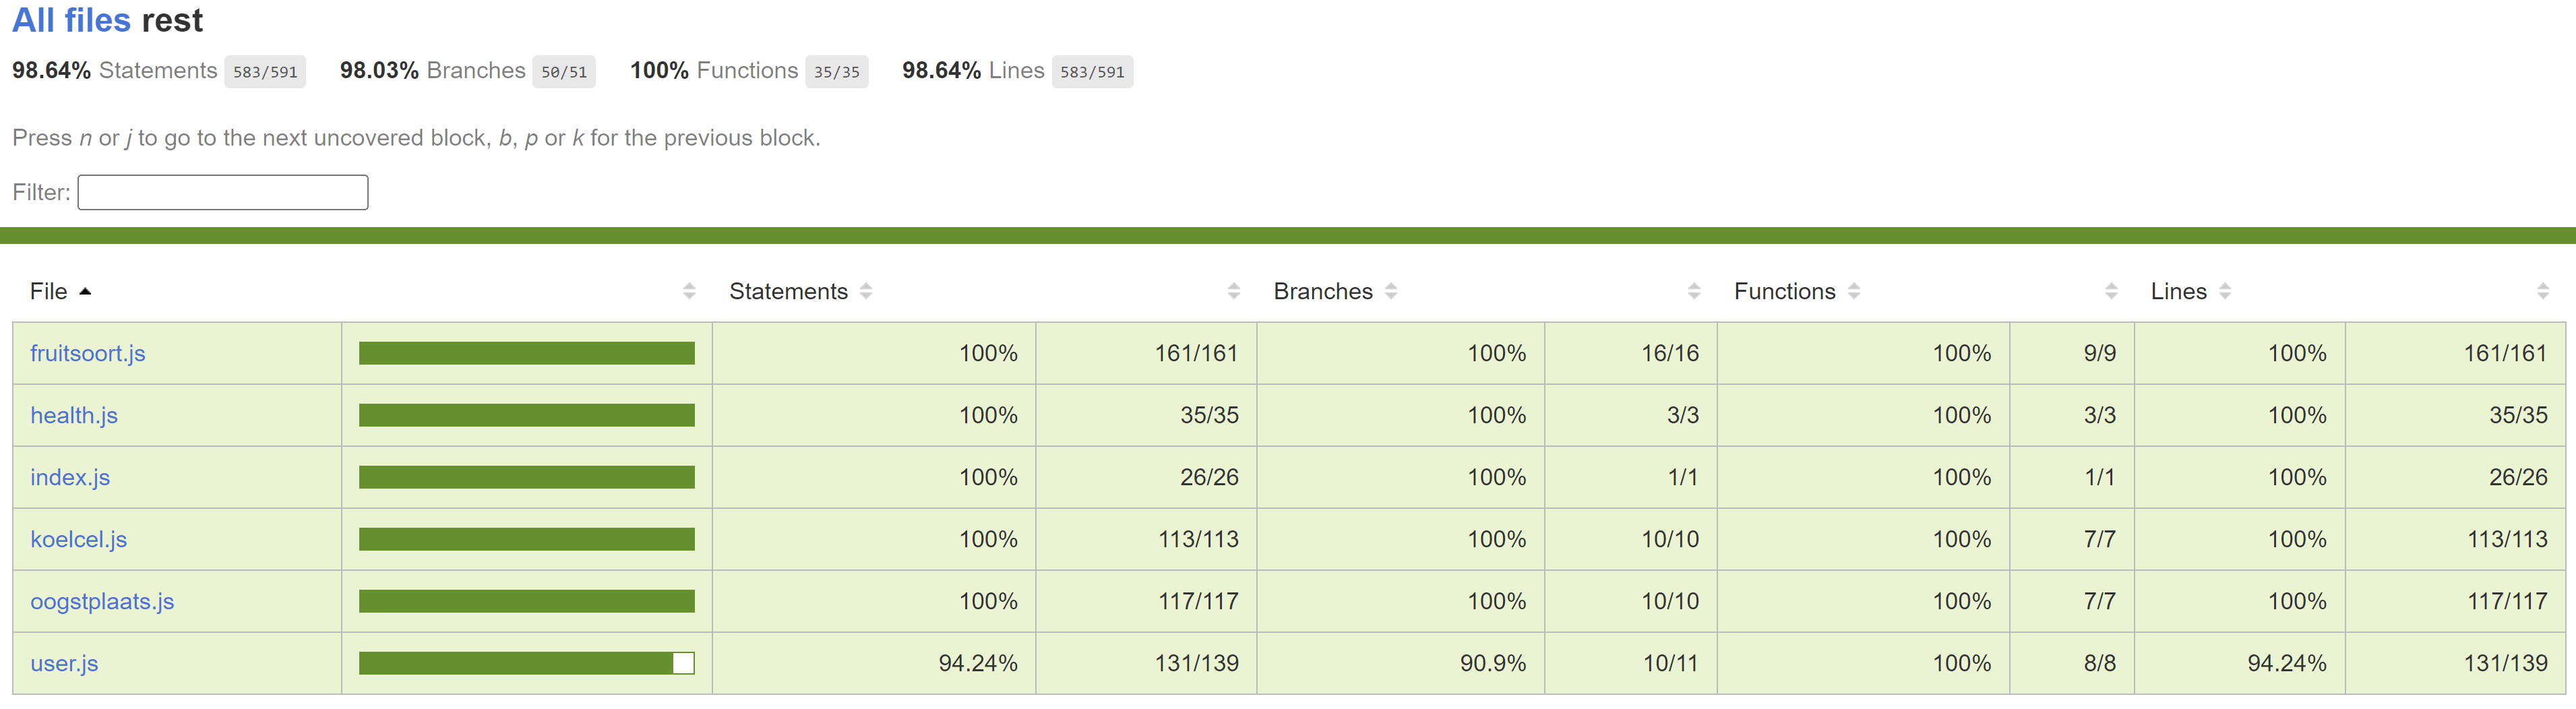 All files rest
98.64% Statements 583/591 98.03% Branches 50/51 100% Functions 35/35 98.64% Lines 583/591
Press n or j to go to the next uncovered block, b, p or k for the previous block.
Filter:
File Statements Branches Functions Lines
fruitsoort.js 100% 161/161 100% 16/16 100% 9/9 100% 161/161
health.js 100% 35/35 100% 3/3 100% 3/3 100% 35/35
index.js 100% 26/26 100% 1/1 100% 1/1 100% 26/26
koelcel.js 100% 113/113 100% 10/10 100% 7/7 100% 113/113
oogstplaats.js 100% 117/117 100% 10/10 100% 7/7 100% 117/117
user.js 94.24% 131/139 90.9% 10/11 100% 8/8 94.24% 131/139